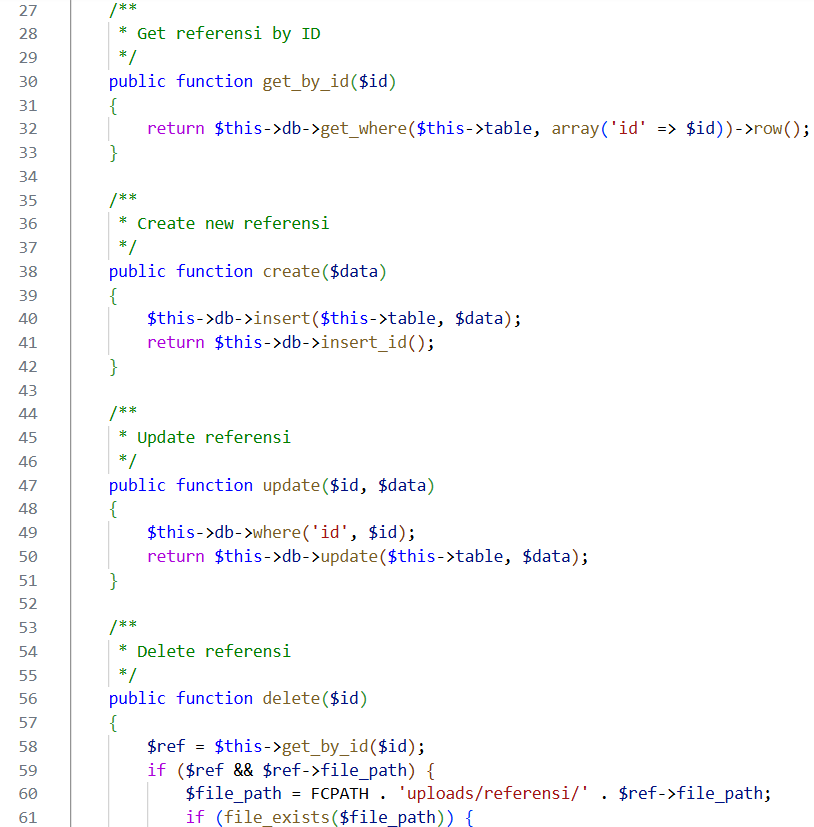 27 /**
28 * Get referensi by ID
29 */
30 public function get_by_id($id)
31 {
32 return $this->db->get_where($this->table, array('id' => $id))->row();
33 }
34
35 /**
36 * Create new referensi
37 */
38 public function create($data)
39 {
40 $this->db->insert($this->table, $data);
41 return $this->db->insert_id();
42 }
43
44 /**
45 * Update referensi
46 */
47 public function update($id, $data)
48 {
49 $this->db->where('id', $id);
50 return $this->db->update($this->table, $data);
51 }
52
53 /**
54 * Delete referensi
55 */
56 public function delete($id)
57 {
58 $ref = $this->get_by_id($id);
59 if ($ref && $ref->file_path) {
60 $file_path = FCPATH . 'uploads/referensi/' . $ref->file_path;
61 if (file_exists($file_path)) {